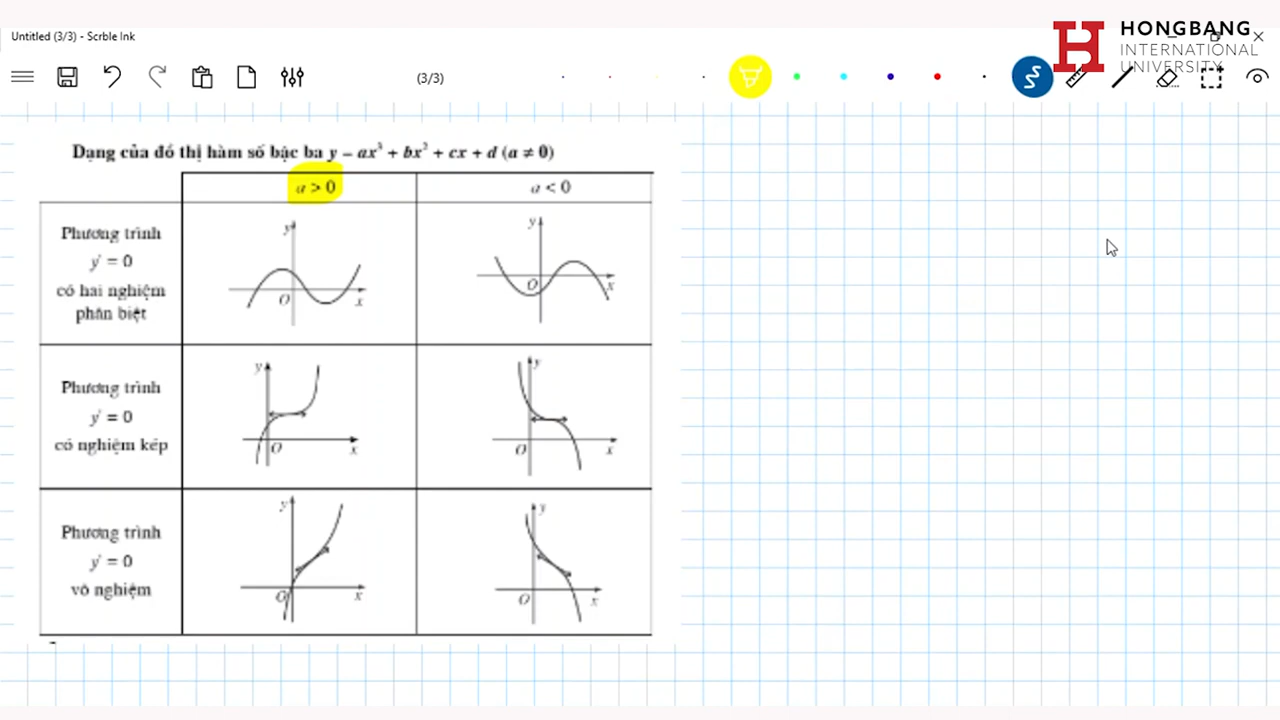 Untitled (3/3) - Scrble Ink
HONGBANG
INTERNATIONAL
UNIVERSITY
(3/3)
Dạng của đồ thị hàm số bậc ba y = ax³ + bx² + cx + d (a ≠ 0)
a > 0
a < 0
Phương trình
y' = 0
có hai nghiệm
phân biệt
y
O
x
y
O
x
Phương trình
y' = 0
có nghiệm kép
y
O
x
y
O
x
Phương trình
y' = 0
vô nghiệm
y
O
x
y
O
x